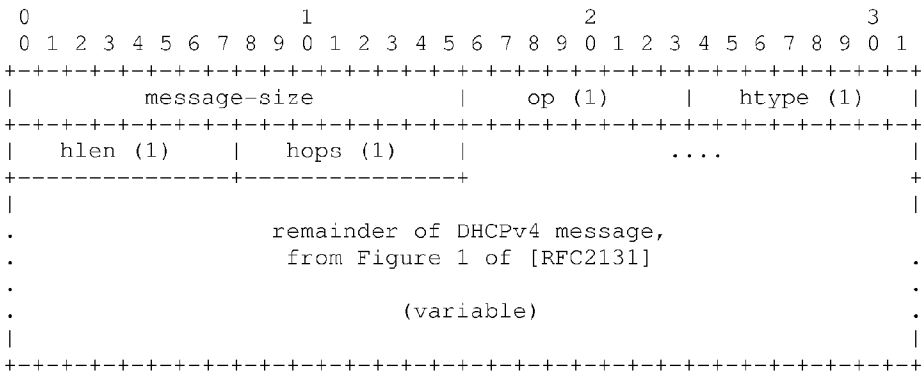 0                   1                   2                   3
 0 1 2 3 4 5 6 7 8 9 0 1 2 3 4 5 6 7 8 9 0 1 2 3 4 5 6 7 8 9 0 1
+-+-+-+-+-+-+-+-+-+-+-+-+-+-+-+-+-+-+-+-+-+-+-+-+-+-+-+-+-+-+-+-+
|         message-size          |    op (1)     |   htype (1)   |
+-+-+-+-+-+-+-+-+-+-+-+-+-+-+-+-+-+-+-+-+-+-+-+-+-+-+-+-+-+-+-+-+
|   hlen (1)    |   hops (1)    |              ....             |
+---------------+---------------+                               +
|                                                               |
.                  remainder of DHCPv4 message,
.                   from Figure 1 of [RFC2131]                  .
.                                                               .
.                           (variable)                          .
|                                                               |
+-+-+-+-+-+-+-+-+-+-+-+-+-+-+-+-+-+-+-+-+-+-+-+-+-+-+-+-+-+-+-+-+